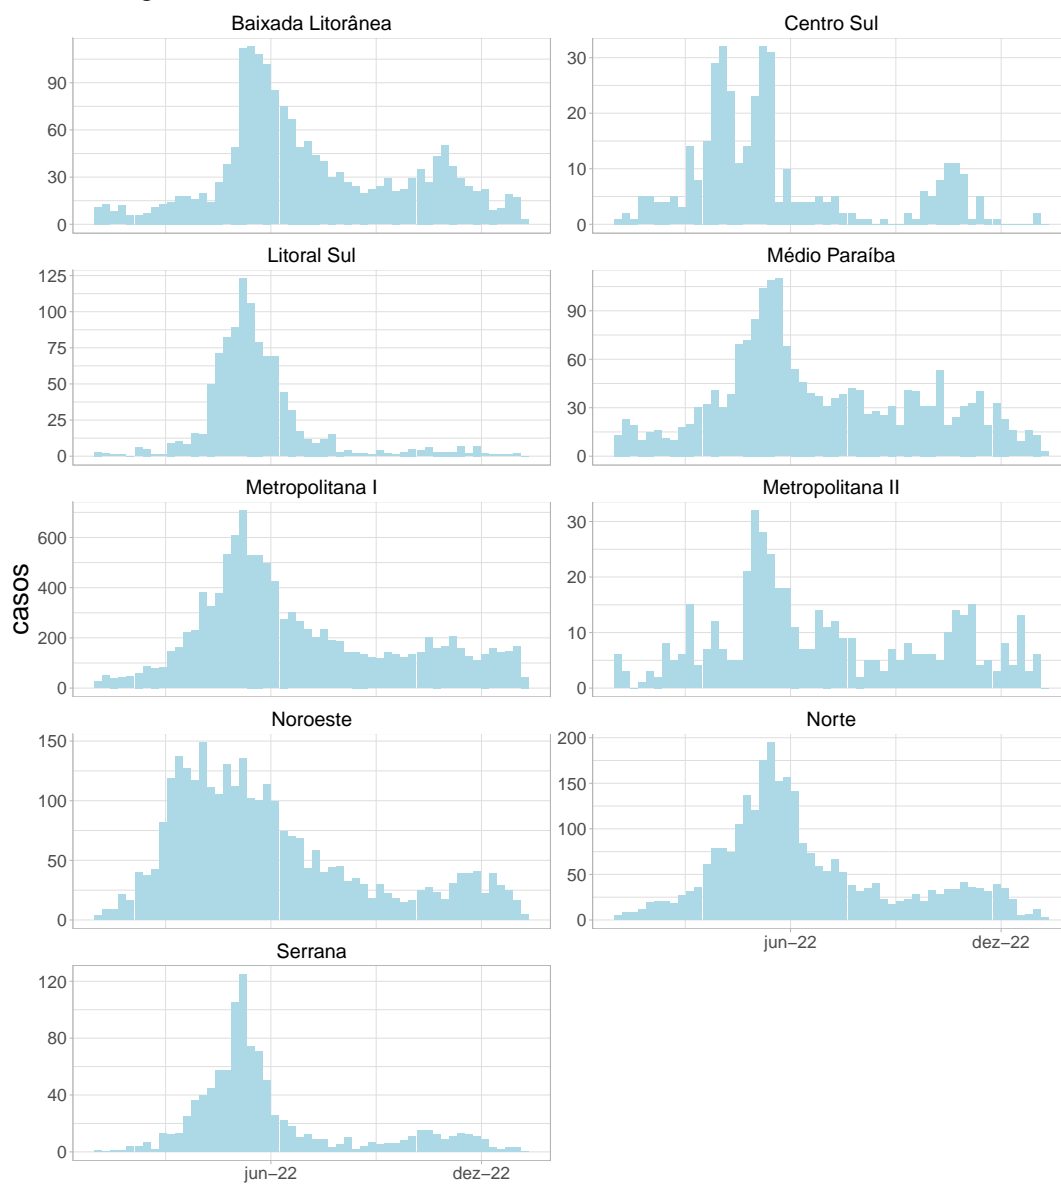 Baixada Litorânea
Centro Sul
90
60
30
0
30
20
10
0
Litoral Sul
Médio Paraíba
125
100
75
50
25
0
90
60
30
0
Metropolitana I
Metropolitana II
600
400
200
0
30
20
10
0
casos
Noroeste
Norte
150
100
50
0
200
150
100
50
0
jun−22
dez−22
Serrana
120
80
40
0
jun−22
dez−22